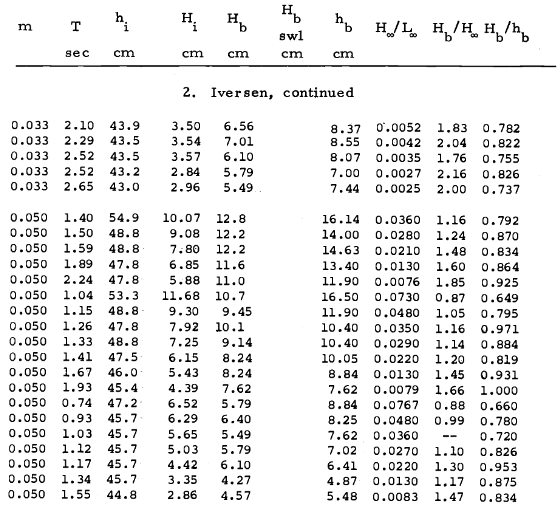 m T h_i H_i H_b H_b swl h_b H_∞/L_∞ H_b/H_∞ H_b/h_b
sec cm cm cm cm cm
2. Iversen, continued
0.033 2.10 43.9 3.50 6.56 8.37 0.0052 1.83 0.782
0.033 2.29 43.5 3.54 7.01 8.55 0.0042 2.04 0.822
0.033 2.52 43.5 3.57 6.10 8.07 0.0035 1.76 0.755
0.033 2.52 43.2 2.84 5.79 7.00 0.0027 2.16 0.826
0.033 2.65 43.0 2.96 5.49 7.44 0.0025 2.00 0.737
0.050 1.40 54.9 10.07 12.8 16.14 0.0360 1.16 0.792
0.050 1.50 48.8 9.08 12.2 14.00 0.0280 1.24 0.870
0.050 1.59 48.8 7.80 12.2 14.63 0.0210 1.48 0.834
0.050 1.89 47.8 6.85 11.6 13.40 0.0130 1.60 0.864
0.050 2.24 47.8 5.88 11.0 11.90 0.0076 1.85 0.925
0.050 1.04 53.3 11.68 10.7 16.50 0.0730 0.87 0.649
0.050 1.15 48.8 9.30 9.45 11.90 0.0480 1.05 0.795
0.050 1.26 47.8 7.92 10.1 10.40 0.0350 1.16 0.971
0.050 1.33 48.8 7.25 9.14 10.40 0.0290 1.14 0.884
0.050 1.41 47.5 6.15 8.24 10.05 0.0220 1.20 0.819
0.050 1.67 46.0 5.43 8.24 8.84 0.0130 1.45 0.931
0.050 1.93 45.4 4.39 7.62 7.62 0.0079 1.66 1.000
0.050 0.74 47.2 6.52 5.79 8.84 0.0767 0.88 0.660
0.050 0.93 45.7 6.29 6.40 8.25 0.0480 0.99 0.780
0.050 1.03 45.7 5.65 5.49 7.62 0.0360 -- 0.720
0.050 1.12 45.7 5.03 5.79 7.02 0.0270 1.10 0.826
0.050 1.17 45.7 4.42 6.10 6.41 0.0220 1.30 0.953
0.050 1.34 45.7 3.35 4.27 4.87 0.0130 1.17 0.875
0.050 1.55 44.8 2.86 4.57 5.48 0.0083 1.47 0.834